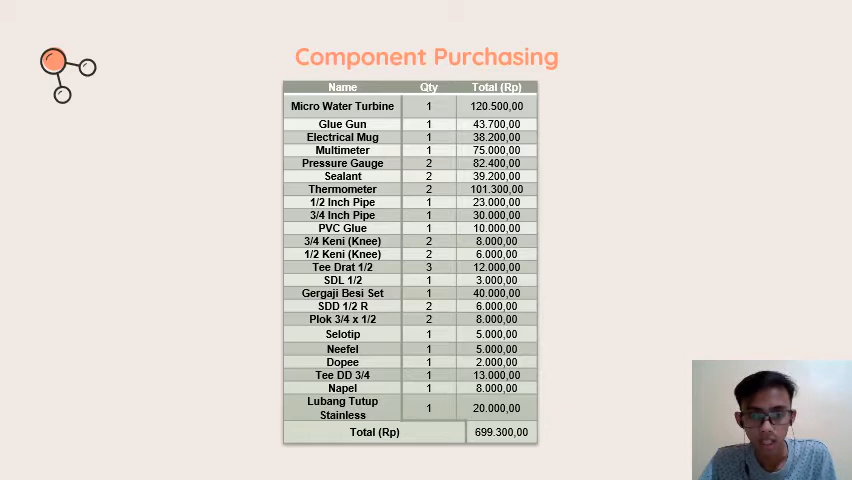 Component Purchasing
Name Qty Total (Rp)
Micro Water Turbine 1 120.500,00
Glue Gun 1 43.700,00
Electrical Mug 1 38.200,00
Multimeter 1 75.000,00
Pressure Gauge 2 82.400,00
Sealant 2 39.200,00
Thermometer 2 101.300,00
1/2 Inch Pipe 1 23.000,00
3/4 Inch Pipe 1 30.000,00
PVC Glue 1 10.000,00
3/4 Keni (Knee) 2 8.000,00
1/2 Keni (Knee) 2 6.000,00
Tee Drat 1/2 3 12.000,00
SDL 1/2 1 3.000,00
Gergaji Besi Set 1 40.000,00
SDD 1/2 R 2 6.000,00
Plok 3/4 x 1/2 2 8.000,00
Selotip 1 5.000,00
Neefel 1 5.000,00
Dopee 1 2.000,00
Tee DD 3/4 1 13.000,00
Napel 1 8.000,00
Lubang Tutup
Stainless 1 20.000,00
Total (Rp) 699.300,00